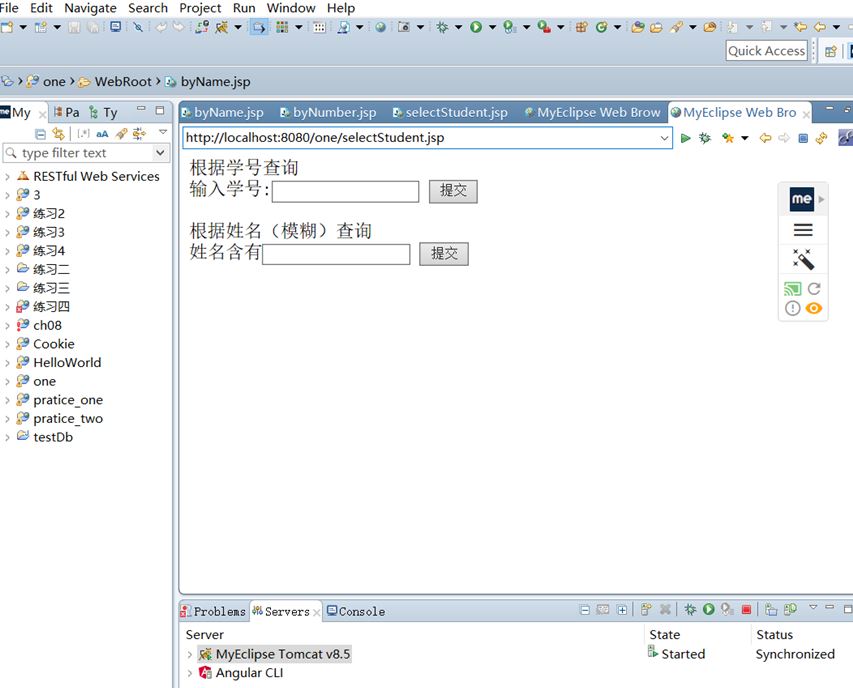 File Edit Navigate Search Project Run Window Help
Quick Access
one WebRoot byName.jsp
My Pa Ty
byName.jsp byNumber.jsp selectStudent.jsp MyEclipse Web Brow MyEclipse Web Bro
http://localhost:8080/one/selectStudent.jsp
type filter text
RESTful Web Services
3
练习2
练习3
练习4
练习二
练习三
练习四
ch08
Cookie
HelloWorld
one
pratice_one
pratice_two
testDb
根据学号查询
输入学号: 提交
根据姓名（模糊）查询
姓名含有 提交
me
Problems Servers Console
Server State Status
MyEclipse Tomcat v8.5 Started Synchronized
Angular CLI